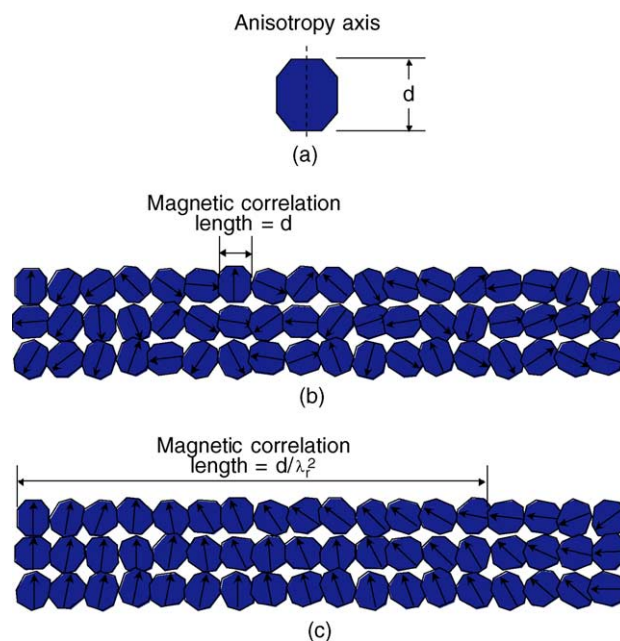 Anisotropy axis
d
(a)
Magnetic correlation
length = d
(b)
Magnetic correlation
length = d/λ_r^2
(c)